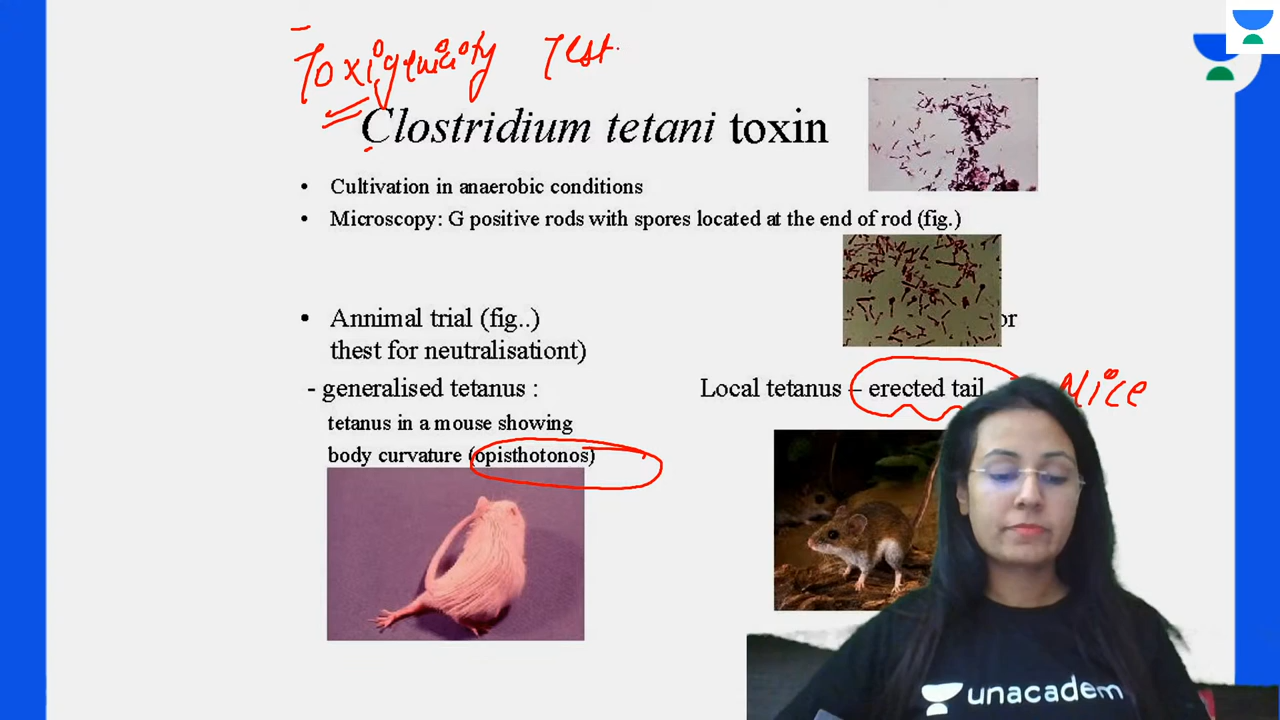 Toxigenicity Test
Clostridium tetani toxin
• Cultivation in anaerobic conditions
• Microscopy: G positive rods with spores located at the end of rod (fig.)
• Annimal trial (fig..)
or
thest for neutralisationt)
- generalised tetanus :
Local tetanus – erected tail
Mice
tetanus in a mouse showing
body curvature (opisthotonos)
unacadem